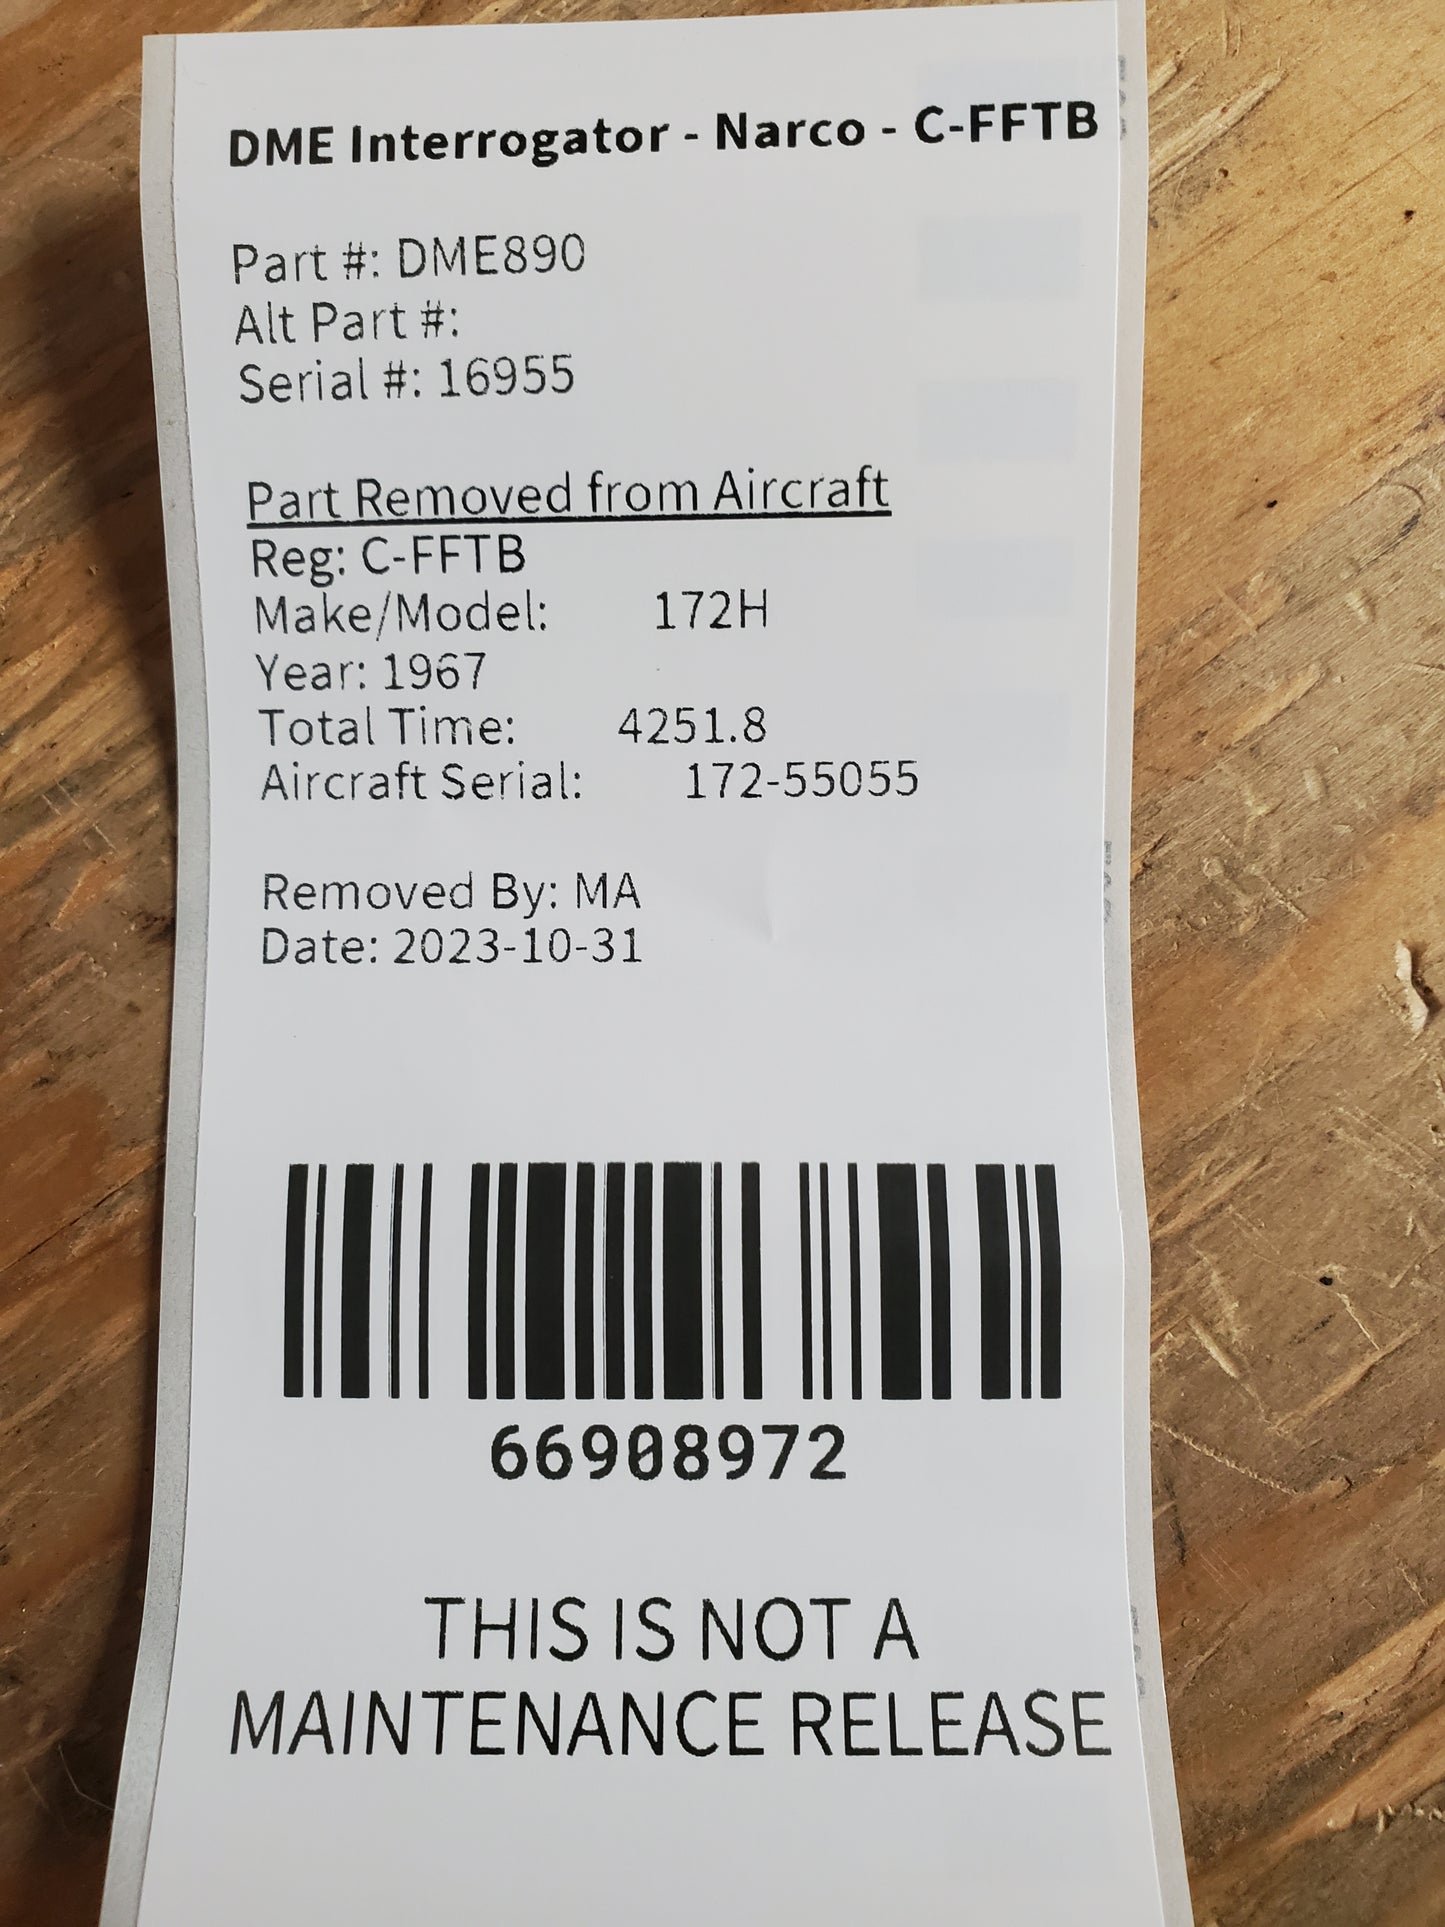 DME Interrogator - Narco - C-FFTB
Part #: DME890
Alt Part #:
Serial #: 16955
Part Removed from Aircraft
Reg: C-FFTB
Make/Model: 172H
Year: 1967
Total Time: 4251.8
Aircraft Serial: 172-55055
Removed By: MA
Date: 2023-10-31
66908972
THIS IS NOT A
MAINTENANCE RELEASE